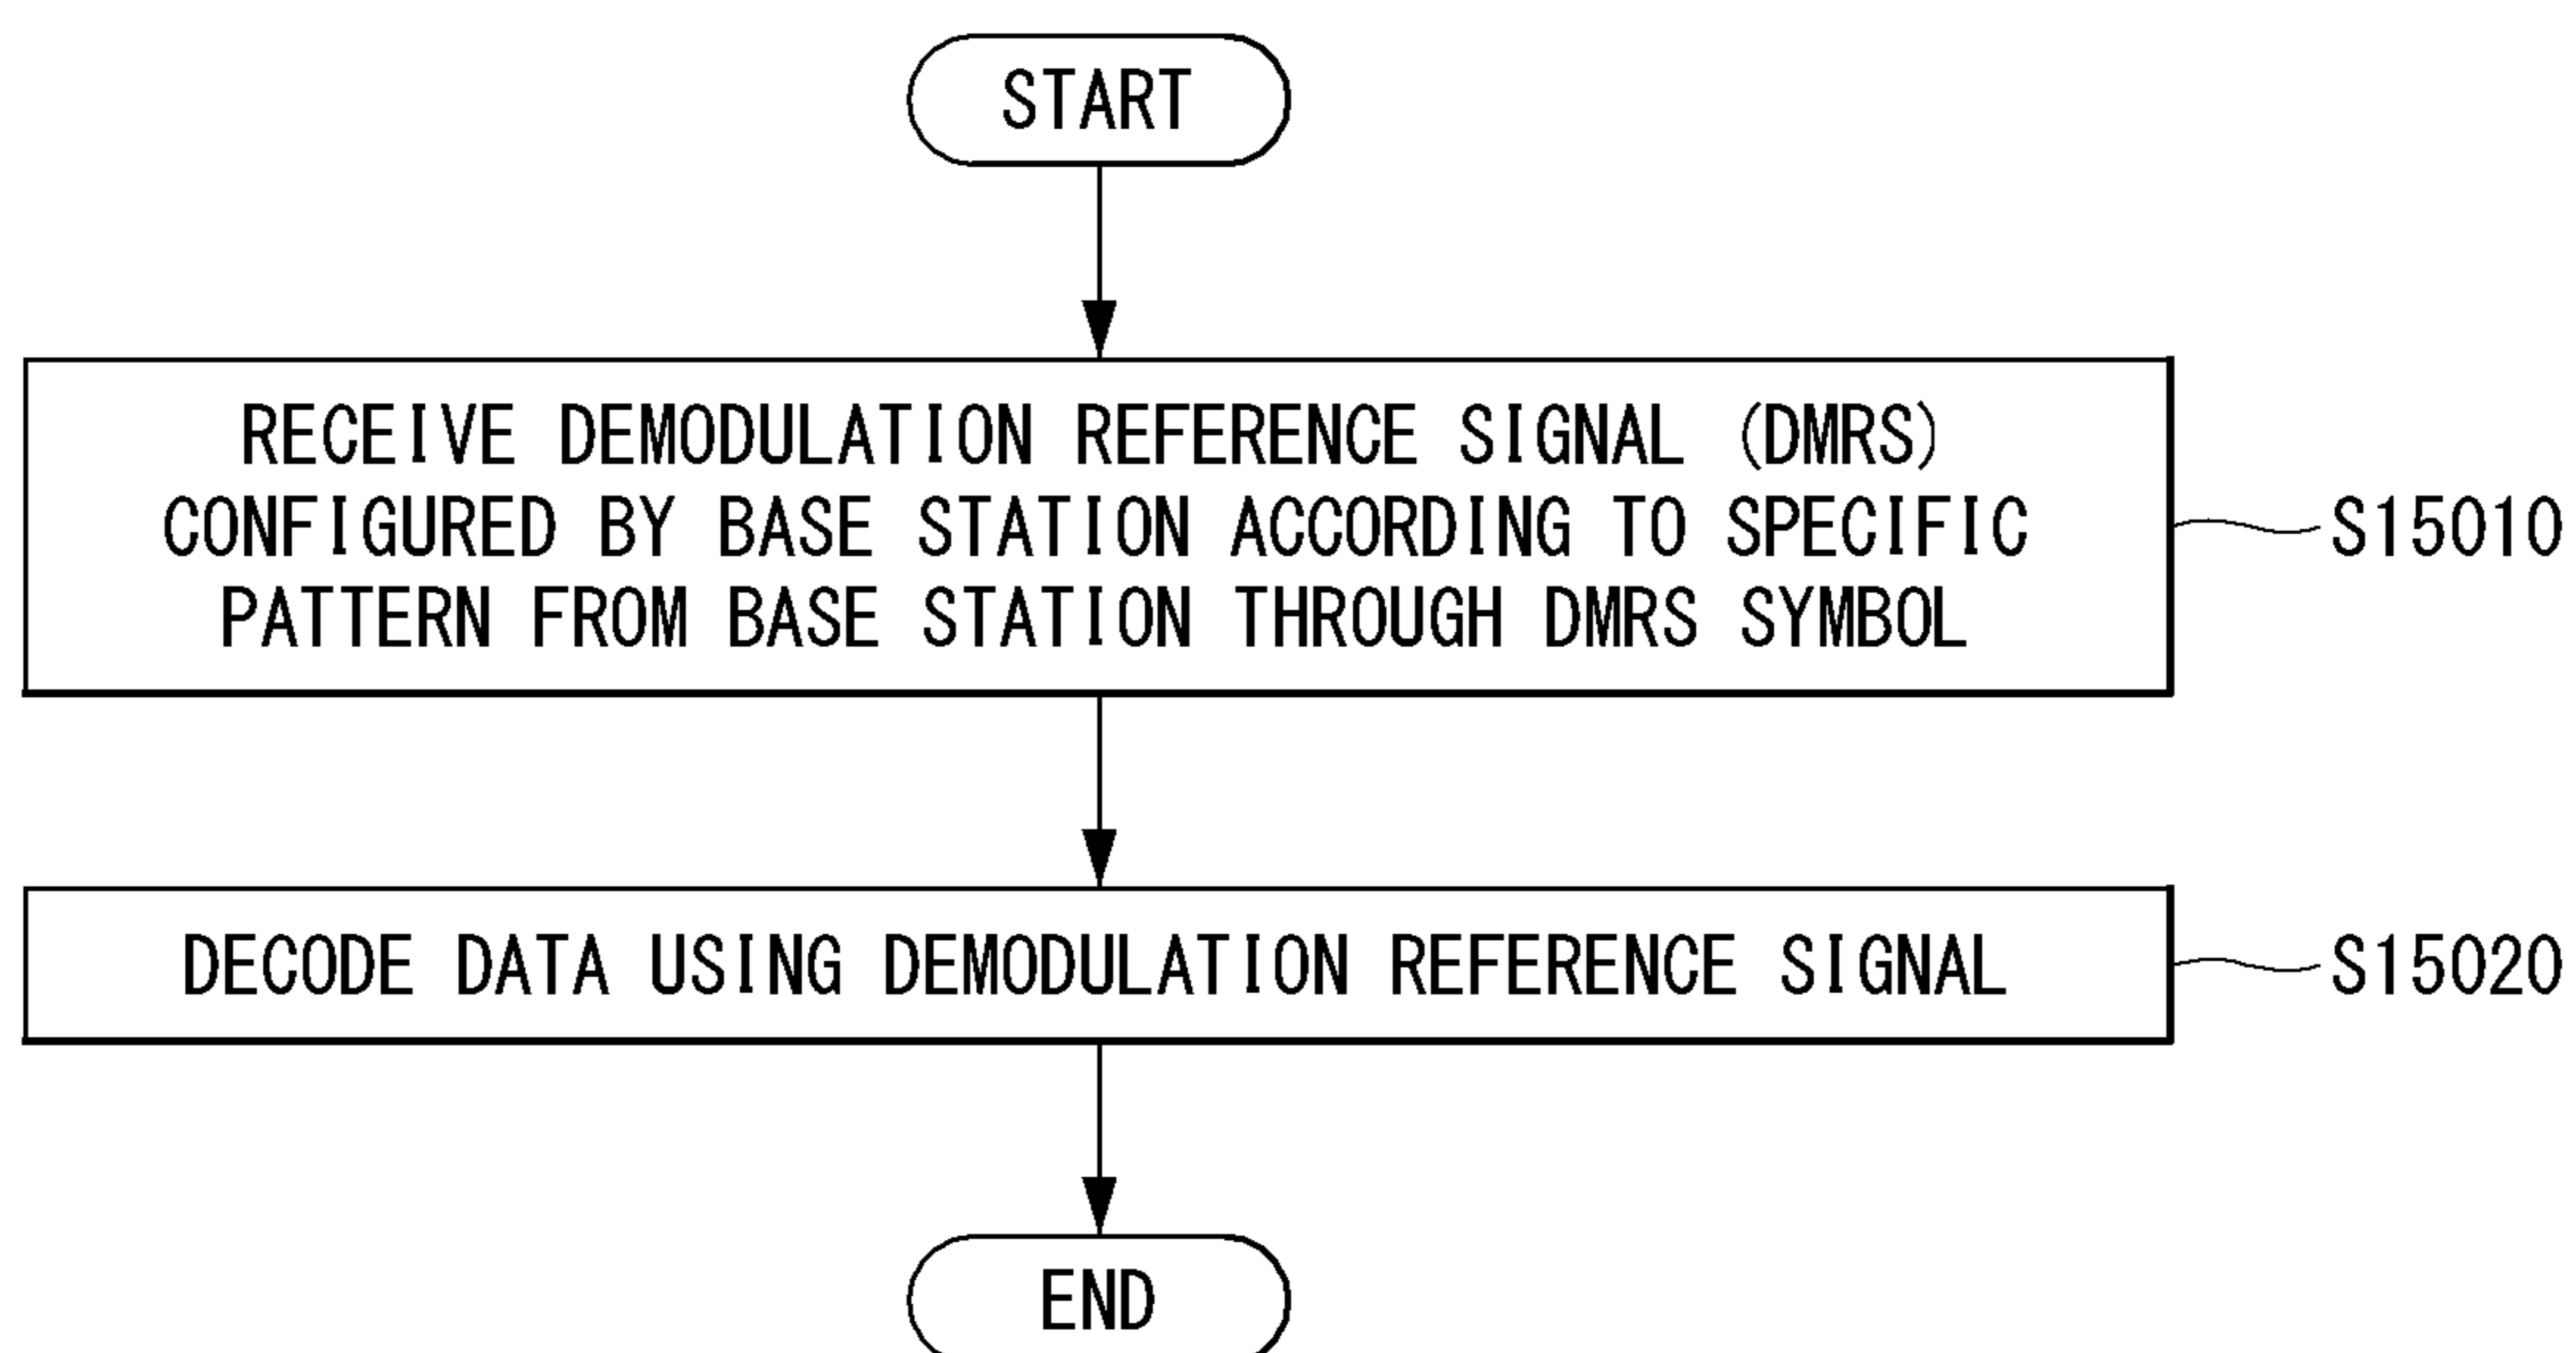 START
RECEIVE DEMODULATION REFERENCE SIGNAL (DMRS)
CONFIGURED BY BASE STATION ACCORDING TO SPECIFIC
PATTERN FROM BASE STATION THROUGH DMRS SYMBOL
S15010
DECODE DATA USING DEMODULATION REFERENCE SIGNAL
S15020
END